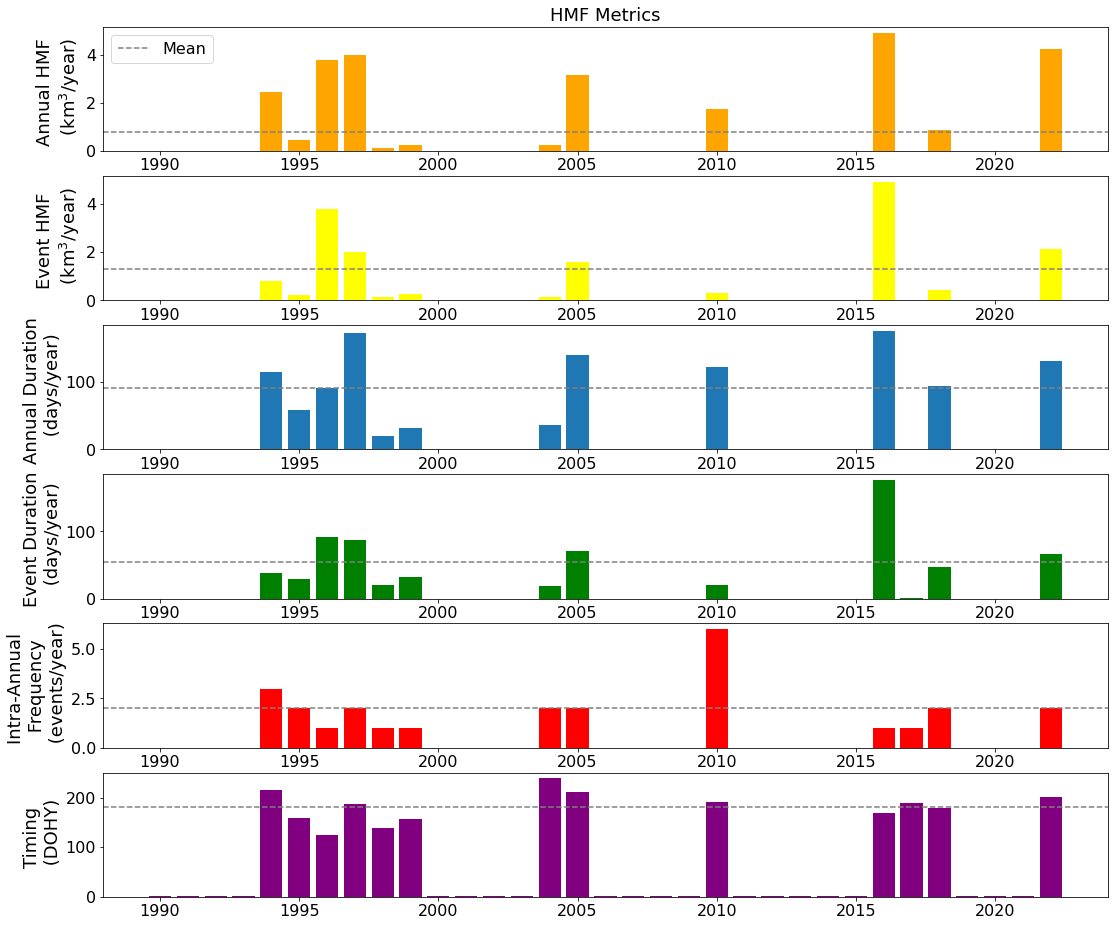 HMF Metrics
Annual HMF
(km³/year)
Mean
4
2
0
1990 1995 2000 2005 2010 2015 2020
Event HMF
(km³/year)
4
2
0
1990 1995 2000 2005 2010 2015 2020
Annual Duration
(days/year)
100
0
1990 1995 2000 2005 2010 2015 2020
Event Duration
(days/year)
100
0
1990 1995 2000 2005 2010 2015 2020
Intra-Annual
Frequency
(events/year)
5.0
2.5
0.0
1990 1995 2000 2005 2010 2015 2020
Timing
(DOHY)
200
100
0
1990 1995 2000 2005 2010 2015 2020